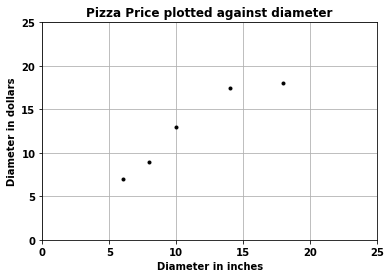 Pizza Price plotted against diameter
25
20
15
10
5
0
Diameter in dollars
0 5 10 15 20 25
Diameter in inches